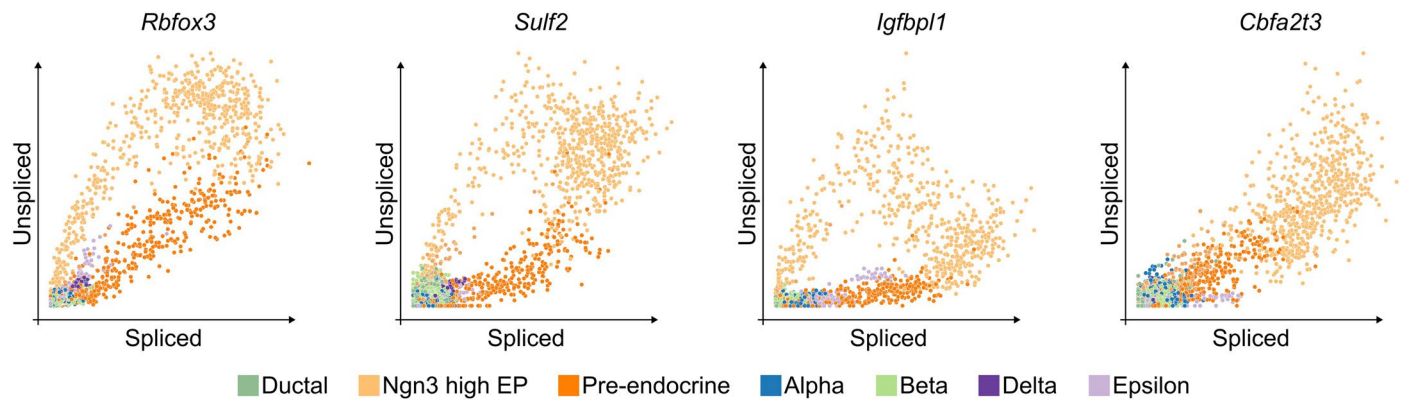 Rbfox3
Sulf2
Igfbpl1
Cbfa2t3
Unspliced
Unspliced
Unspliced
Unspliced
Spliced
Spliced
Spliced
Spliced
Ductal
Ngn3 high EP
Pre-endocrine
Alpha
Beta
Delta
Epsilon